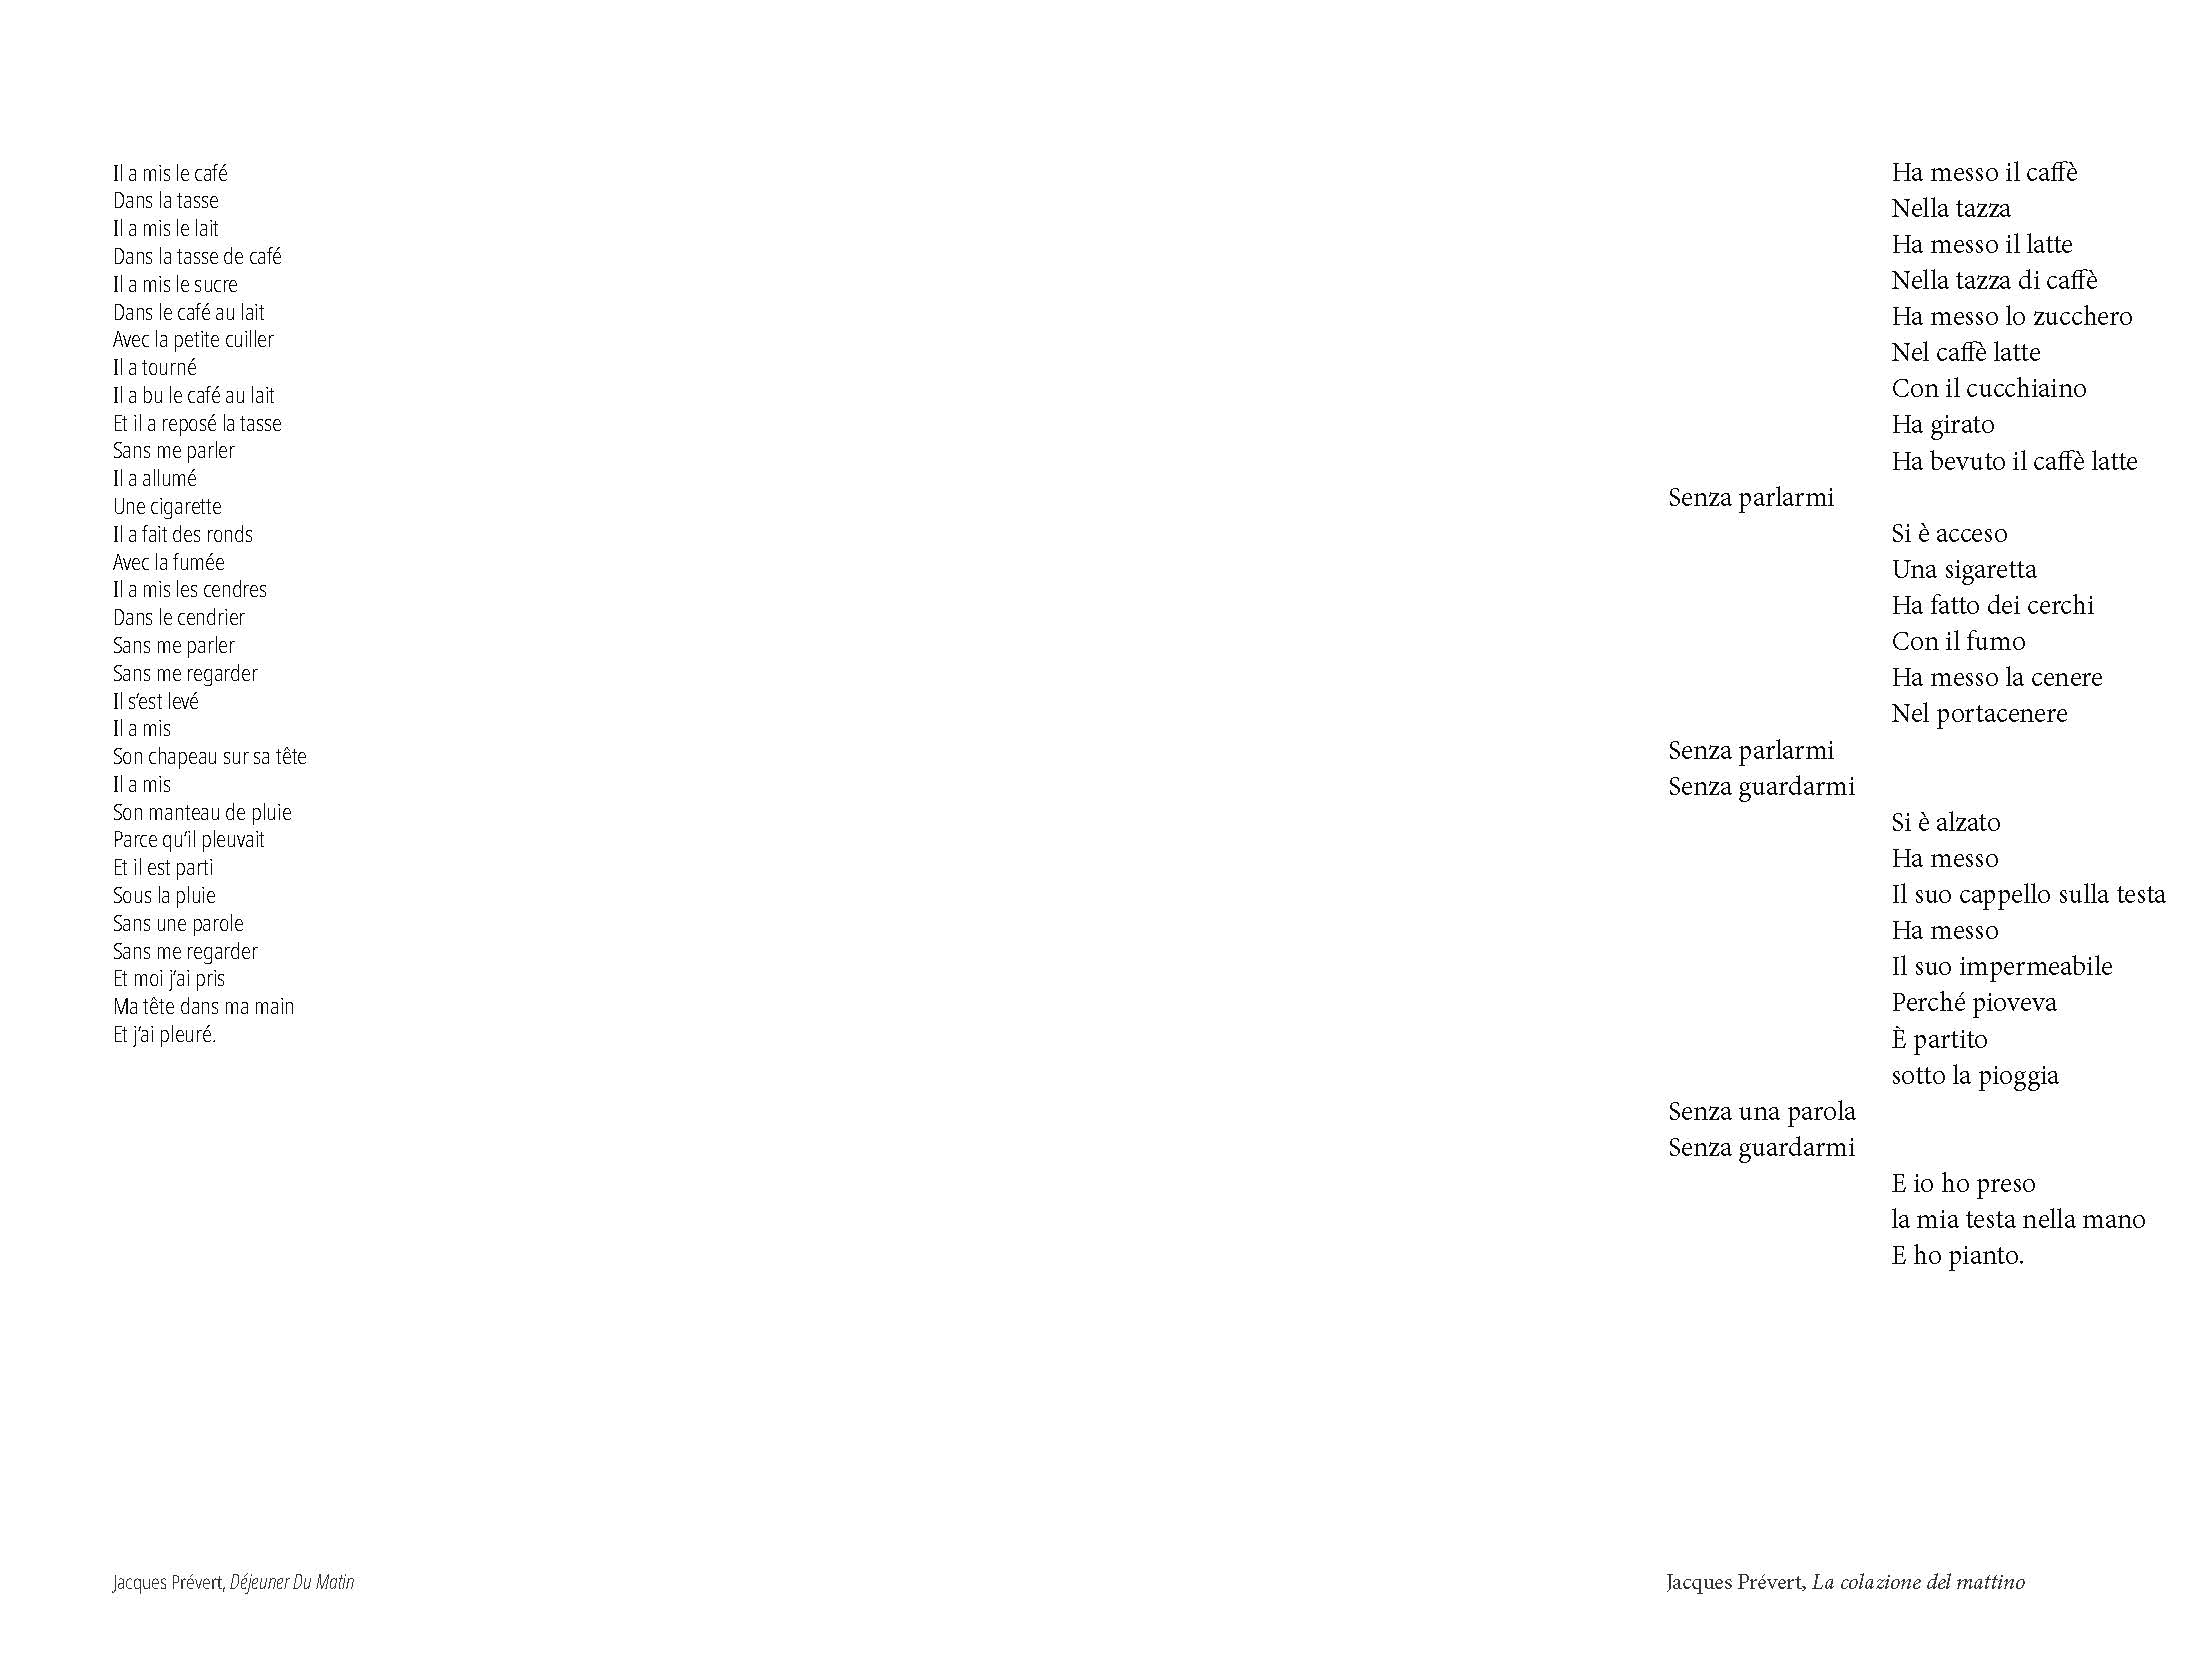 Il a mis le café
Dans la tasse
Il a mis le lait
Dans la tasse de café
Il a mis le sucre
Dans le café au lait
Avec la petite cuiller
Il a tourné
Il a bu le café au lait
Et il a reposé la tasse
Sans me parler
Il a allumé
Une cigarette
Il a fait des ronds
Avec la fumée
Il a mis les cendres
Dans le cendrier
Sans me parler
Sans me regarder
Il s’est levé
Il a mis
Son chapeau sur sa tête
Il a mis
Son manteau de pluie
Parce qu’il pleuvait
Et il est parti
Sous la pluie
Sans une parole
Sans me regarder
Et moi j’ai pris
Ma tête dans ma main
Et j’ai pleuré.
Jacques Prévert, Déjeuner Du Matin
Ha messo il caffè
Nella tazza
Ha messo il latte
Nella tazza di caffè
Ha messo lo zucchero
Nel caffè latte
Con il cucchiaino
Ha girato
Ha bevuto il caffè latte
Senza parlarmi
Si è acceso
Una sigaretta
Ha fatto dei cerchi
Con il fumo
Ha messo la cenere
Nel portacenere
Senza parlarmi
Senza guardarmi
Si è alzato
Ha messo
Il suo cappello sulla testa
Ha messo
Il suo impermeabile
Perché pioveva
È partito
sotto la pioggia
Senza una parola
Senza guardarmi
E io ho preso
la mia testa nella mano
E ho pianto.
Jacques Prévert, La colazione del mattino